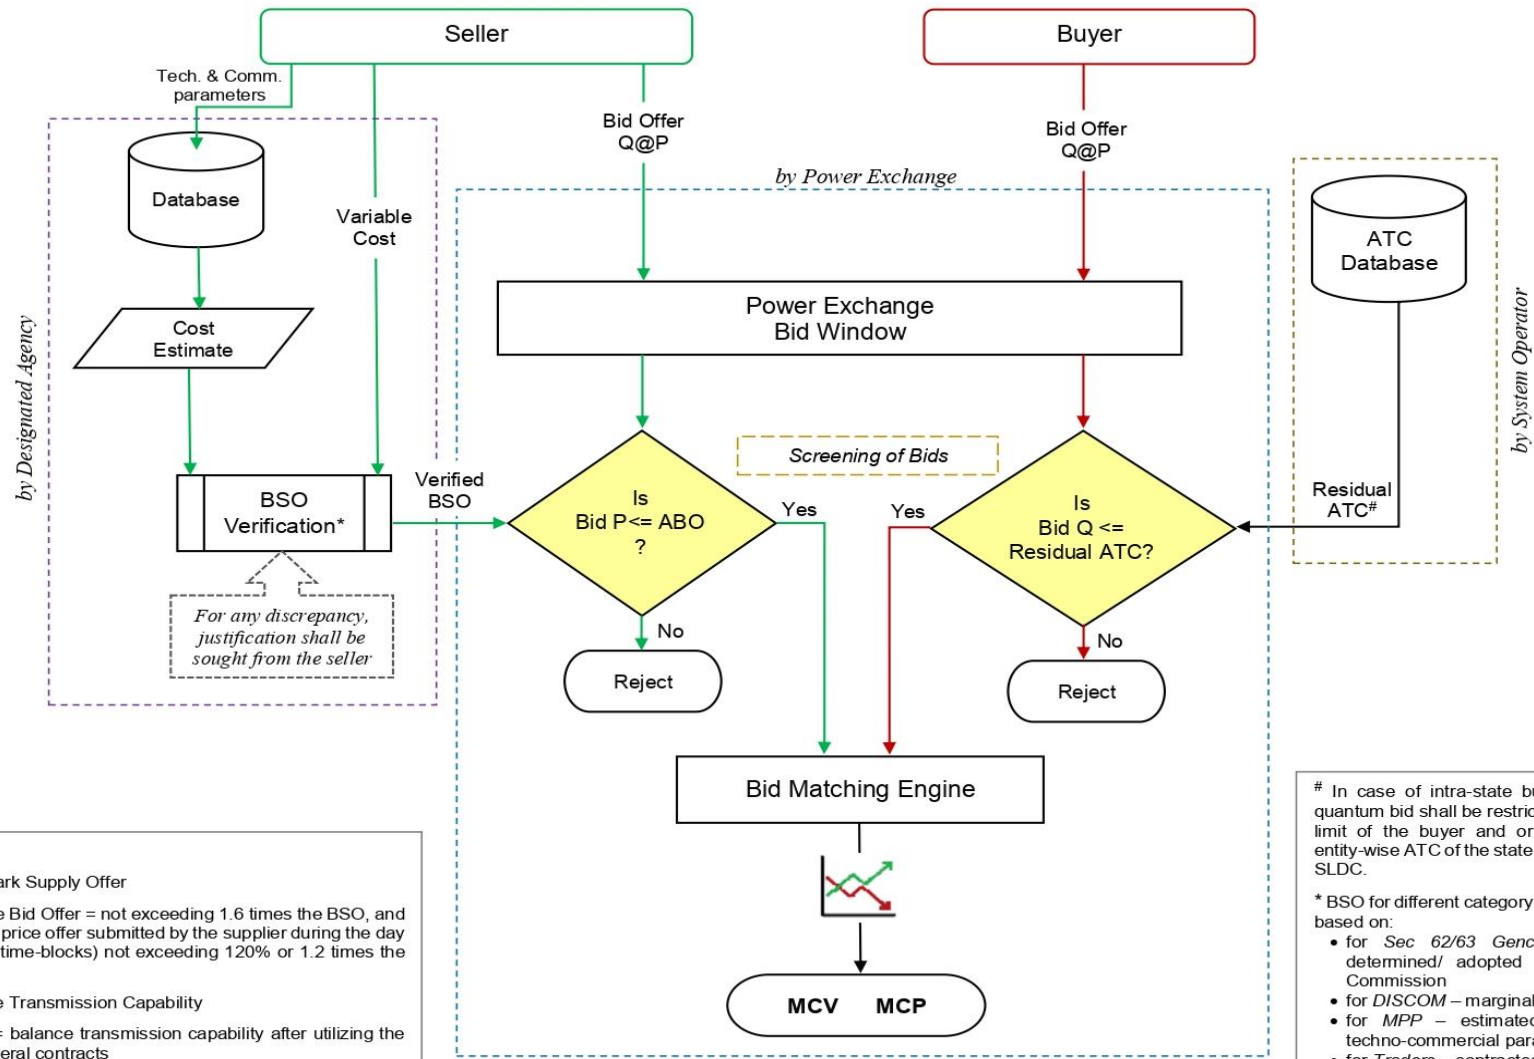 Seller
Buyer
Tech. & Comm.
parameters
Bid Offer
Q@P
Bid Offer
Q@P
by Power Exchange
Database
Variable
Cost
ATC
Database
Power Exchange
Bid Window
Cost
Estimate
by Designated Agency
by System Operator
Screening of Bids
Verified
BSO
BSO
Verification*
Is
Bid P<= ABO
?
Yes
Yes
Is
Bid Q <=
Residual ATC?
Residual
ATC#
For any discrepancy,
justification shall be
sought from the seller
No
No
Reject
Reject
Bid Matching Engine
MCV MCP
Supply Offer
Bid Offer = not exceeding 1.6 times the BSO, and
price offer submitted by the supplier during the day
time-blocks) not exceeding 120% or 1.2 times the
Transmission Capability
= balance transmission capability after utilizing the
contracts
# In case of intra-state
quantum bid shall be
limit of the buyer and or
entity-wise ATC of the state
SLDC.
* BSO for different category
based on:
• for Sec 62/63
determined/ adopted
Commission
• for DISCOM – marginal
• for MPP – estimated
techno-commercial
• for Traders